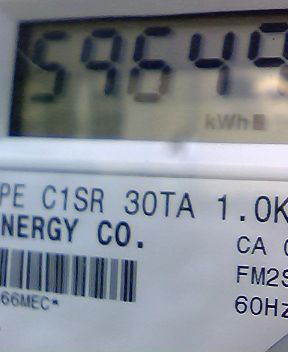 59649
kWh
PE C1SR 30TA 1.0K
NERGY CO.
CA
66MEC*
FM2S
60Hz